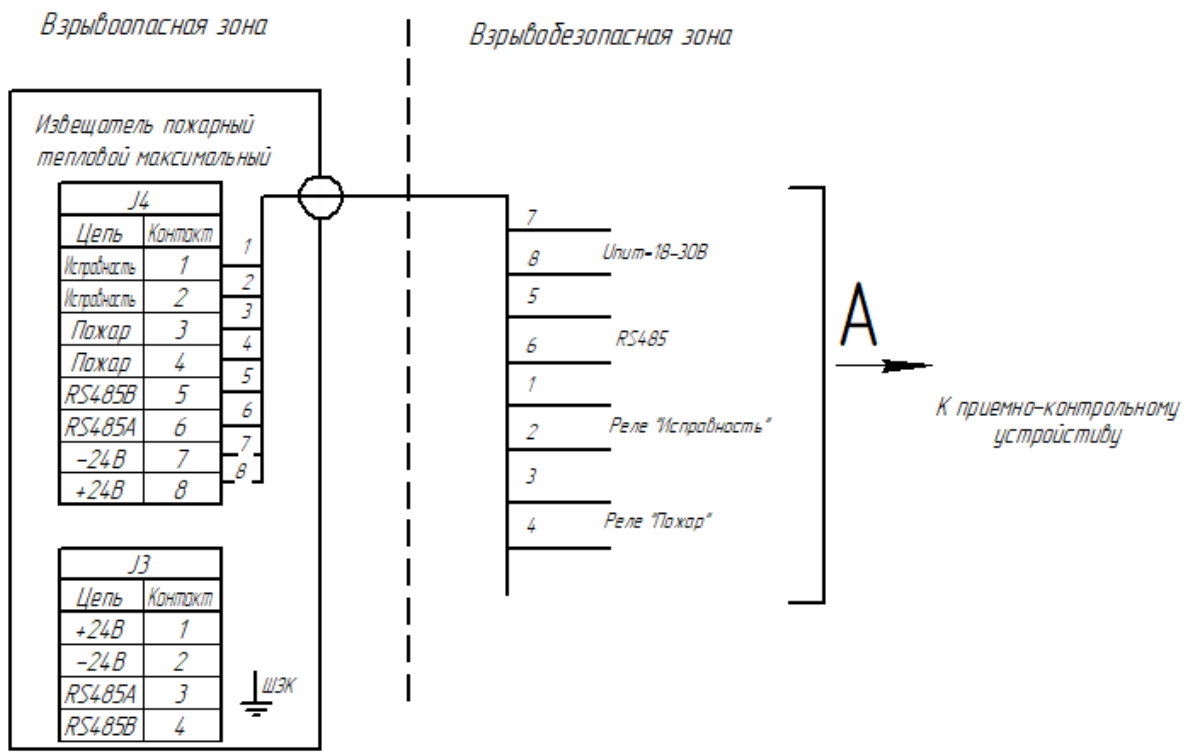 Взрывоопасная зона
Взрывобезопасная зона
Извещатель пожарный
тепловой максимальный
J4
Цепь Контакт
Исправность 1
Исправность 2
Пожар 3
Пожар 4
RS485B 5
RS485A 6
-24В 7
+24В 8
1
2
3
4
5
6
7
8
J3
Цепь Контакт
+24В 1
-24В 2
RS485A 3
RS485B 4
ШЗК
7
8 Uпит=18-30В
5
6 RS485
1
2 Реле "Исправность"
3
4 Реле "Пожар"
А
К приемно-контрольному
устройстиву